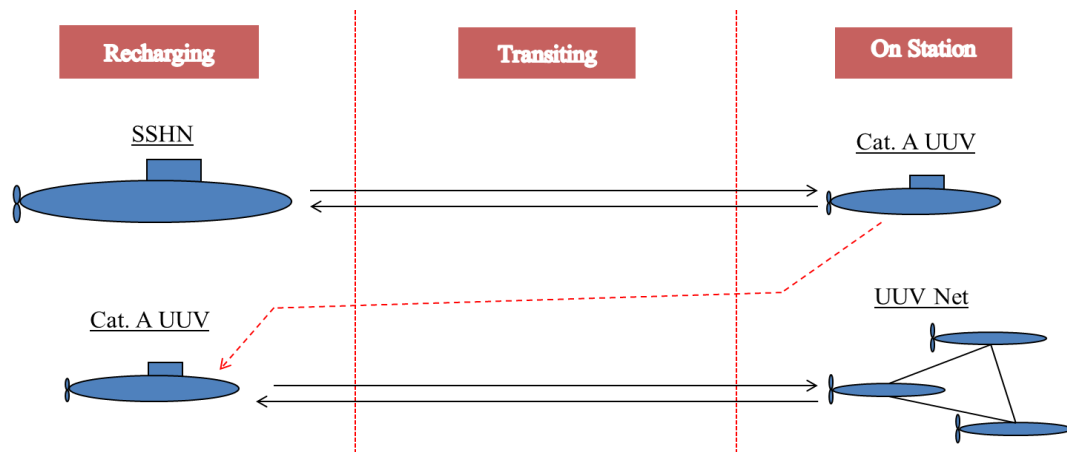 Recharging
Transiting
On Station
SSHN
Cat. A UUV
Cat. A UUV
UUV Net